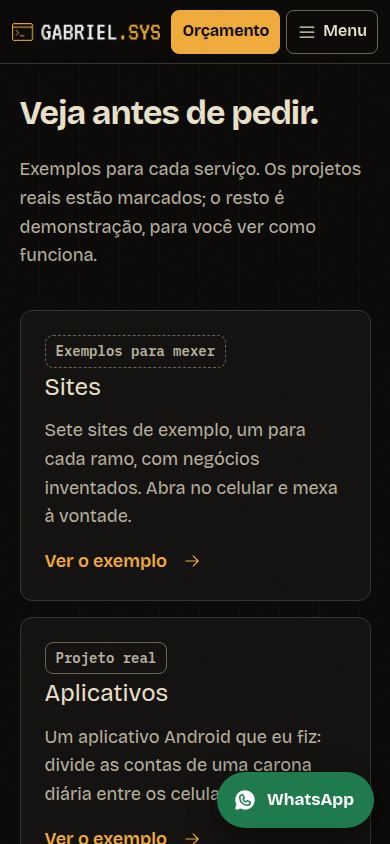 GABRIEL.SYS
Orçamento
Menu
Veja antes de pedir.
Exemplos para cada serviço. Os projetos
reais estão marcados; o resto é
demonstração, para você ver como
funciona.
Exemplos para mexer
Sites
Sete sites de exemplo, um para
cada ramo, com negócios
inventados. Abra no celular e mexa
à vontade.
Ver o exemplo →
Projeto real
Aplicativos
Um aplicativo Android que eu fiz:
divide as contas de uma carona
diária entre os celula
WhatsApp
Ver o exemplo →